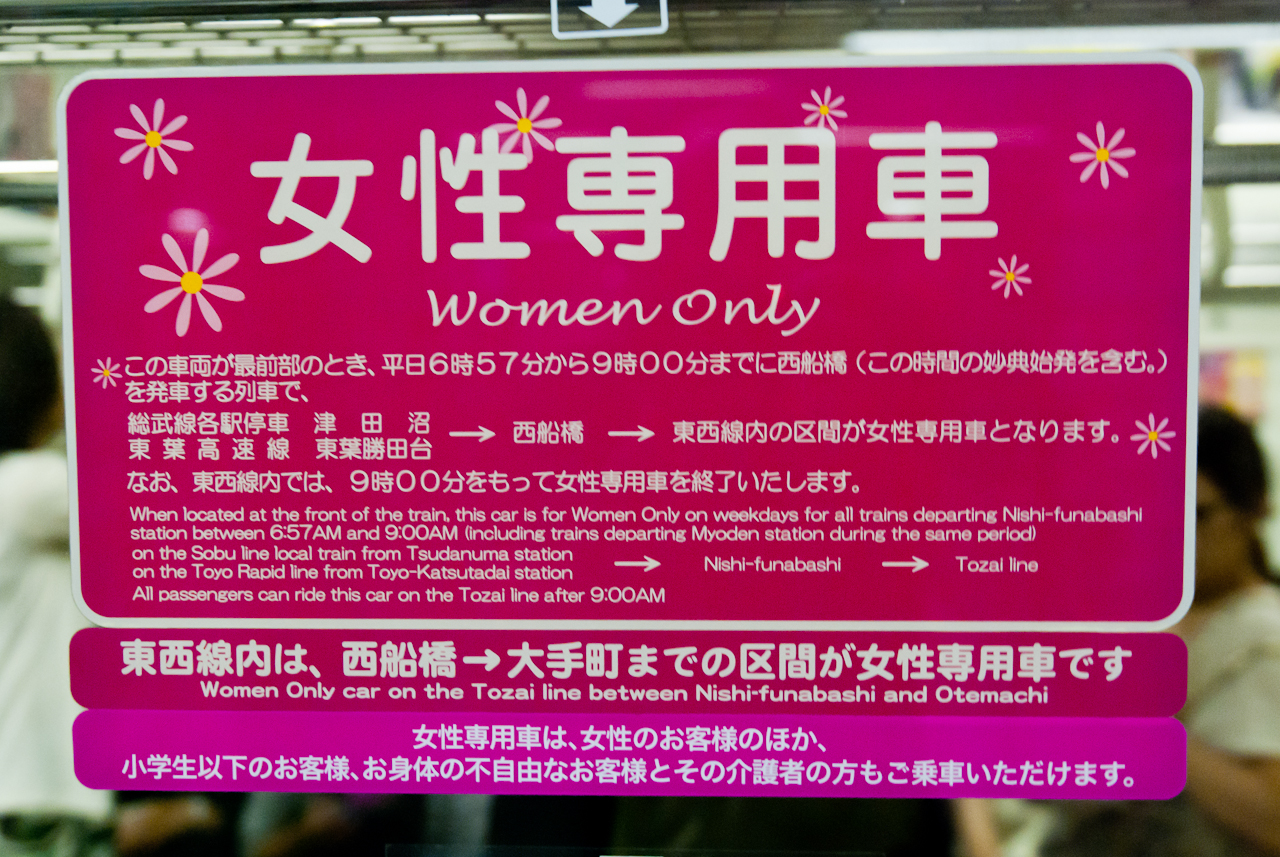 女性専用車
Women Only
この車両が最前部のとき、平日6時57分から9時00分までに西船橋（この時間の妙典始発を含む。）
を発車する列車で、
総武線各駅停車 津田沼
東葉高速線 東葉勝田台 → 西船橋 → 東西線内の区間が女性専用車となります。
なお、東西線内では、9時00分をもって女性専用車を終了いたします。
When located at the front of the train, this car is for Women Only on weekdays for all trains departing Nishi-funabashi
station between 6:57AM and 9:00AM (including trains departing Myoden station during the same period)
on the Sobu line local train from Tsudanuma station
on the Toyo Rapid line from Toyo-Katsutadai station → Nishi-funabashi → Tozai line
All passengers can ride this car on the Tozai line after 9:00AM
東西線内は、西船橋→大手町までの区間が女性専用車です
Women Only car on the Tozai line between Nishi-funabashi and Otemachi
女性専用車は、女性のお客様のほか、
小学生以下のお客様、お身体の不自由なお客様とその介護者の方もご乗車いただけます。